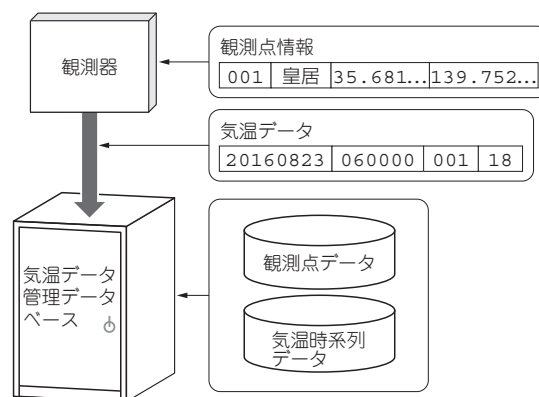 観測器
観測点情報
001 皇居 35.681... 139.752...
気温データ
20160823 060000 001 18
気温データ
管理データ
ベース
観測点データ
気温時系列
データ